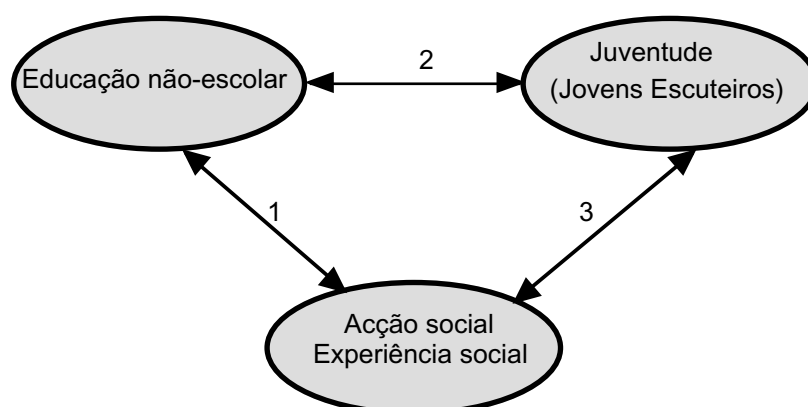 Educação não-escolar
2
Juventude
(Jovens Escuteiros)
1
3
Acção social
Experiência social